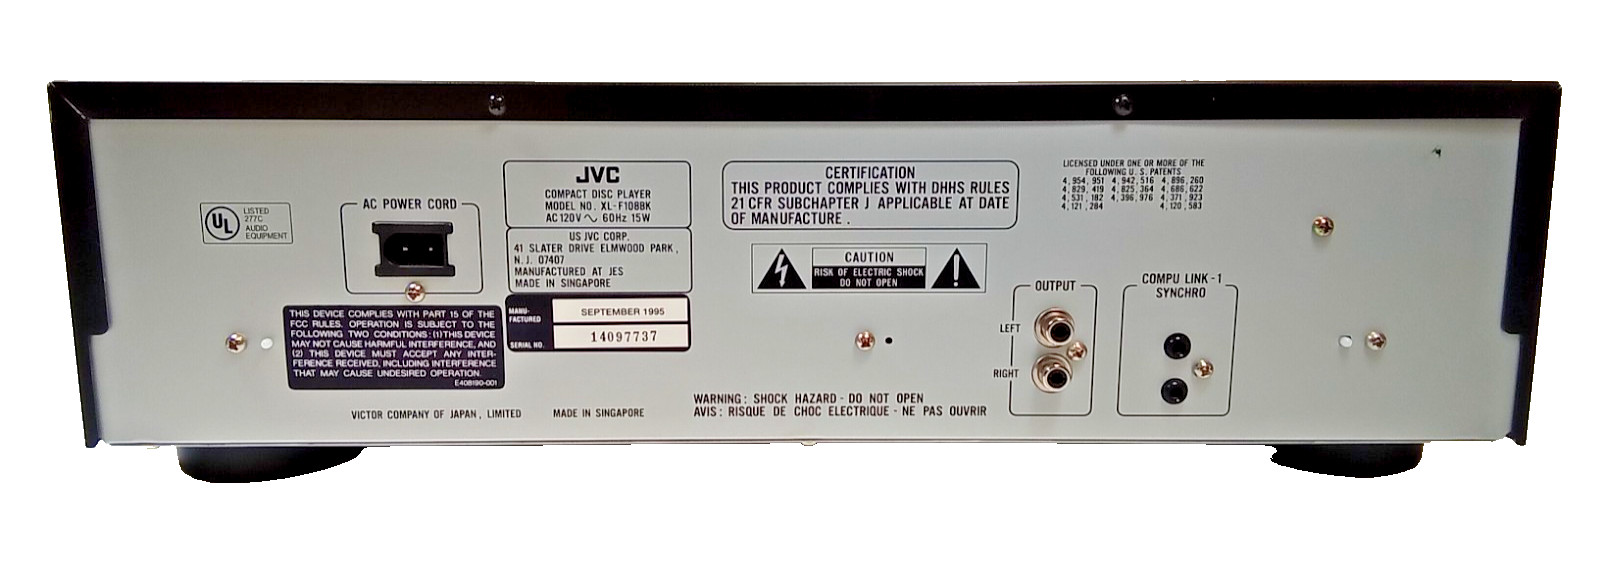 UL
LISTED
277C
AUDIO
EQUIPMENT
AC POWER CORD
THIS DEVICE COMPLIES WITH PART 15 OF THE
FCC RULES. OPERATION IS SUBJECT TO THE
FOLLOWING TWO CONDITIONS: (1) THIS DEVICE
MAY NOT CAUSE HARMFUL INTERFERENCE, AND
(2) THIS DEVICE MUST ACCEPT ANY INTER-
FERENCE RECEIVED, INCLUDING INTERFERENCE
THAT MAY CAUSE UNDESIRED OPERATION.
E408190-001
JVC
COMPACT DISC PLAYER
MODEL NO. XL-F108BK
AC 120V ~ 60Hz 15W
US JVC CORP.
41 SLATER DRIVE ELMWOOD PARK,
N.J. 07407
MANUFACTURED AT JES
MADE IN SINGAPORE
MANU-
FACTURED
SEPTEMBER 1995
SERIAL NO.
14097737
VICTOR COMPANY OF JAPAN, LIMITED MADE IN SINGAPORE
CERTIFICATION
THIS PRODUCT COMPLIES WITH DHHS RULES
21 CFR SUBCHAPTER J APPLICABLE AT DATE
OF MANUFACTURE.
CAUTION
RISK OF ELECTRIC SHOCK
DO NOT OPEN
WARNING: SHOCK HAZARD - DO NOT OPEN
AVIS: RISQUE DE CHOC ELECTRIQUE - NE PAS OUVRIR
LICENSED UNDER ONE OR MORE OF THE
FOLLOWING U.S. PATENTS
4,954,951 4,942,516 4,896,260
4,829,419 4,825,364 4,686,622
4,531,182 4,396,976 4,371,923
4,121,284 4,120,583
OUTPUT
LEFT
RIGHT
COMPU LINK-1
SYNCHRO